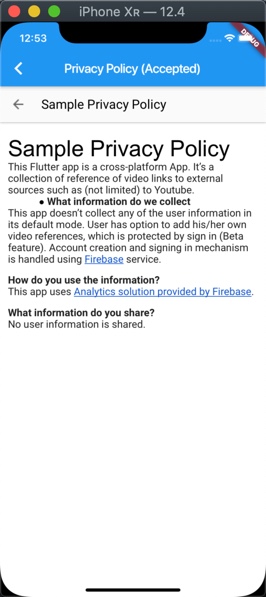 iPhone XR — 12.4
12:53
DEBUG
Privacy Policy (Accepted)
Sample Privacy Policy
Sample Privacy Policy
This Flutter app is a cross-platform App. It's a
collection of reference of video links to external
sources such as (not limited) to Youtube.
● What information do we collect
This app doesn't collect any of the user information in
its default mode. User has option to add his/her own
video references, which is protected by sign in (Beta
feature). Account creation and signing in mechanism
is handled using Firebase service.
How do you use the information?
This app uses Analytics solution provided by Firebase.
What information do you share?
No user information is shared.